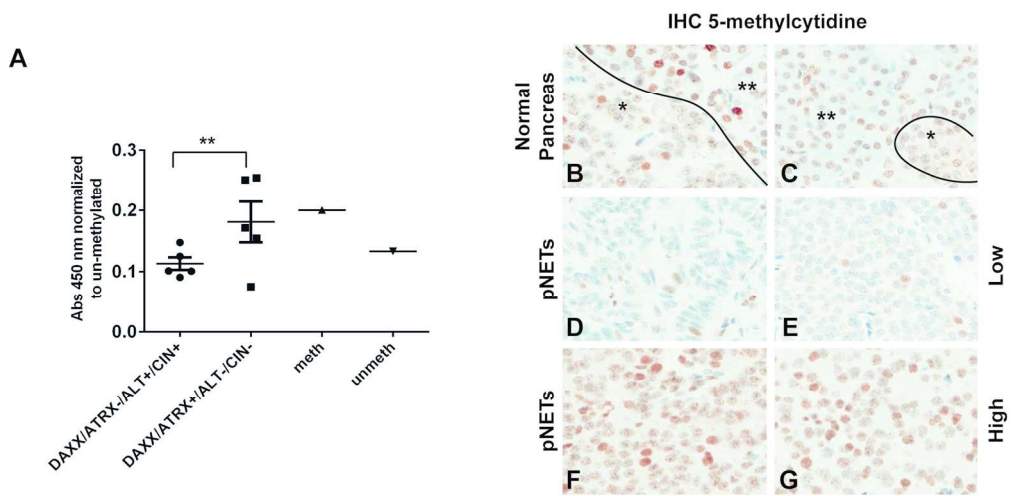 IHC 5-methylcytidine
A
Normal
Pancreas
**
*
**
*
B
C
Abs 450 nm normalized
to un-methylated
0.3
0.2
0.1
0.0
**
DAXX/ATRX-/ALT+/CIN+
DAXX/ATRX+/ALT-/CIN-
meth
unmeth
pNETs
D
E
Low
pNETs
F
G
High